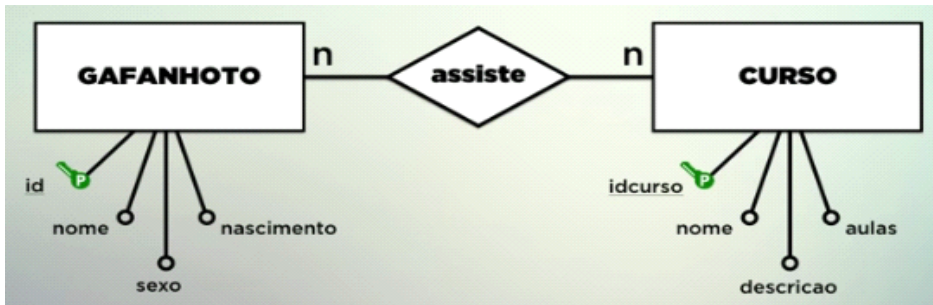 GAFANHOTO
n
assiste
n
CURSO
id
P
nome
sexo
nascimento
idcurso
P
nome
descricao
aulas